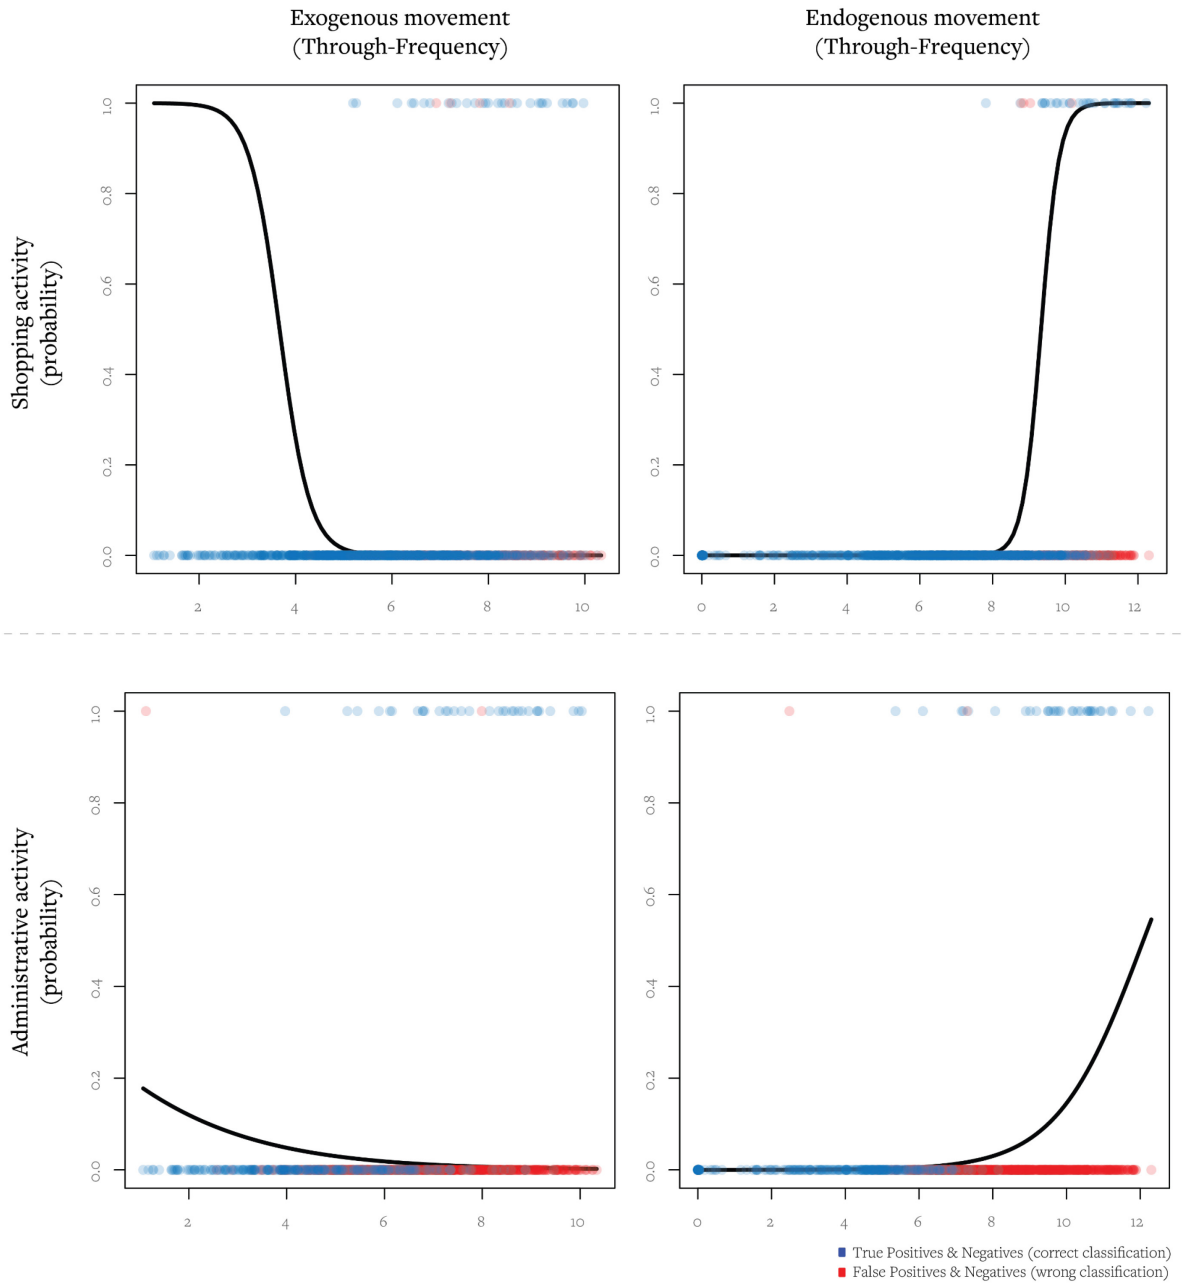 Exogenous movement
(Through-Frequency)
Endogenous movement
(Through-Frequency)
Shopping activity
(probability)
1.0
0.8
0.6
0.4
0.2
0.0
2 4 6 8 10
1.0
0.8
0.6
0.4
0.2
0.0
0 2 4 6 8 10 12
Administrative activity
(probability)
1.0
0.8
0.6
0.4
0.2
0.0
2 4 6 8 10
1.0
0.8
0.6
0.4
0.2
0.0
0 2 4 6 8 10 12
True Positives & Negatives (correct classification)
False Positives & Negatives (wrong classification)